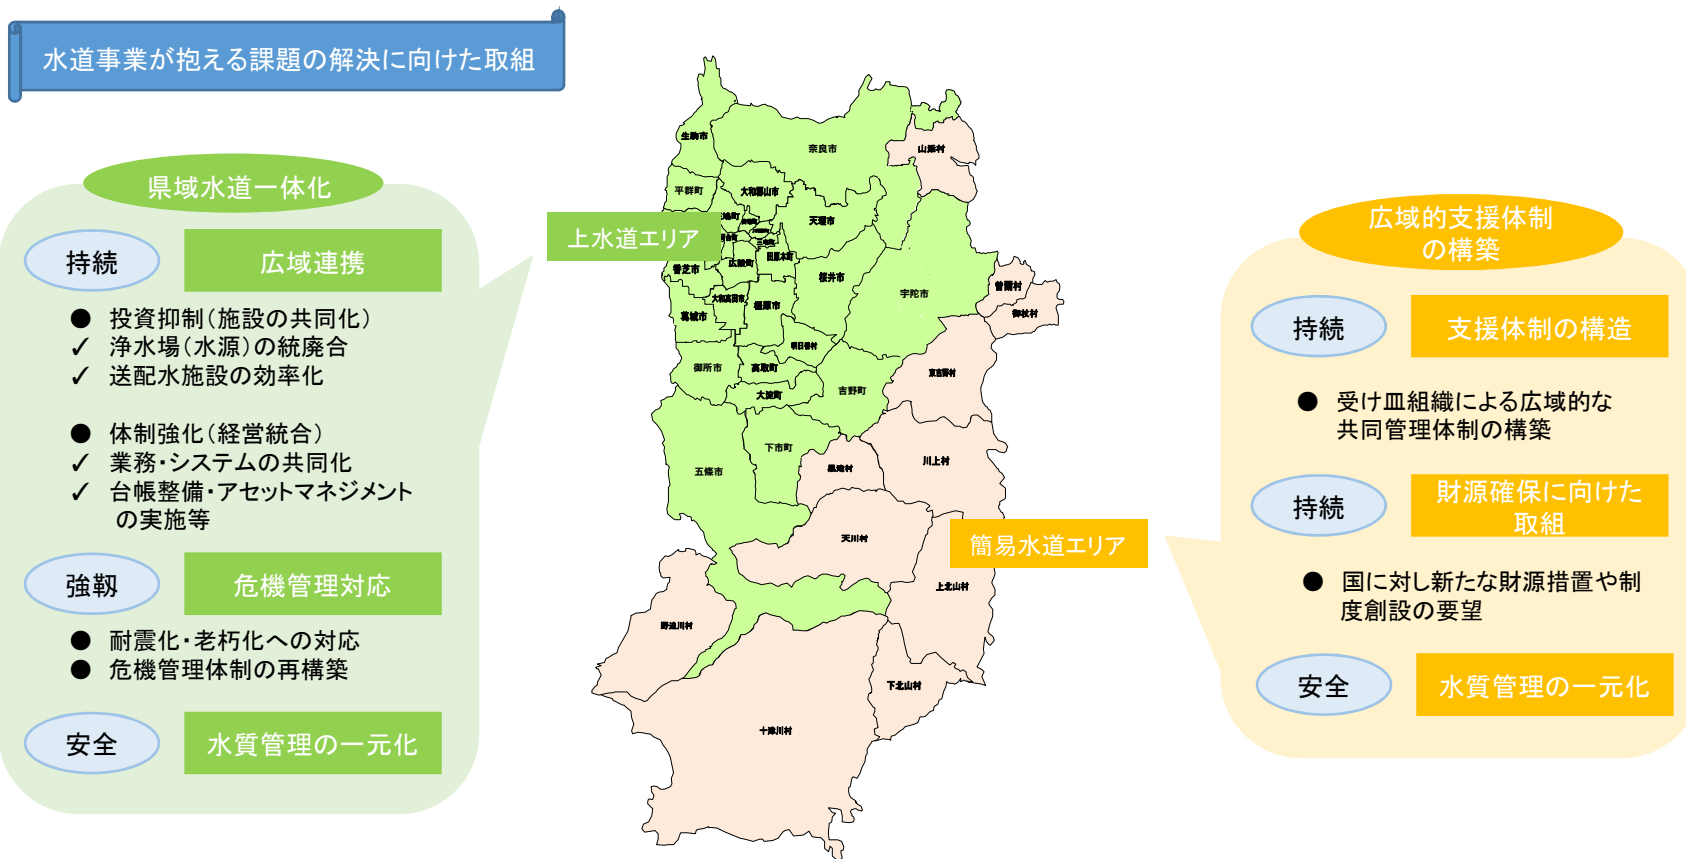 水道事業が抱える課題の解決に向けた取組
県域水道一体化
持続
広域連携
● 投資抑制(施設の共同化)
✓ 浄水場(水源)の統廃合
✓ 送配水施設の効率化
● 体制強化(経営統合)
✓ 業務・システムの共同化
✓ 台帳整備・アセットマネジメント
の実施等
強靱
危機管理対応
● 耐震化・老朽化への対応
● 危機管理体制の再構築
安全
水質管理の一元化
上水道エリア
生駒市
奈良市
山添村
平群町
大和郡山市
天理市
三宅町
田原本町
広陵町
香芝市
桜井市
宇陀市
曽爾村
御杖村
大和高田市
橿原市
葛城市
明日香村
御所市
高取町
東吉野村
大淀町
吉野町
下市町
五條市
黒滝村
川上村
天川村
簡易水道エリア
上北山村
野迫川村
下北山村
十津川村
広域的支援体制
の構築
持続
支援体制の構造
● 受け皿組織による広域的な
共同管理体制の構築
持続
財源確保に向けた
取組
● 国に対し新たな財源措置や制
度創設の要望
安全
水質管理の一元化